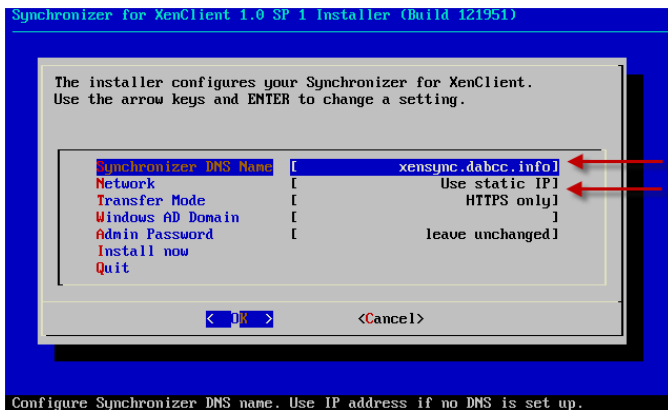 Synchronizer for XenClient 1.0 SP 1 Installer (Build 121951)
The installer configures your Synchronizer for XenClient.
Use the arrow keys and ENTER to change a setting.
Synchronizer DNS Name [ xensync.dabcc.info]
Network [ Use static IP]
Transfer Mode [ HTTPS only]
Windows AD Domain [ ]
Admin Password [ leave unchanged]
Install now
Quit
< OK > <Cancel>
Configure Synchronizer DNS name. Use IP address if no DNS is set up.